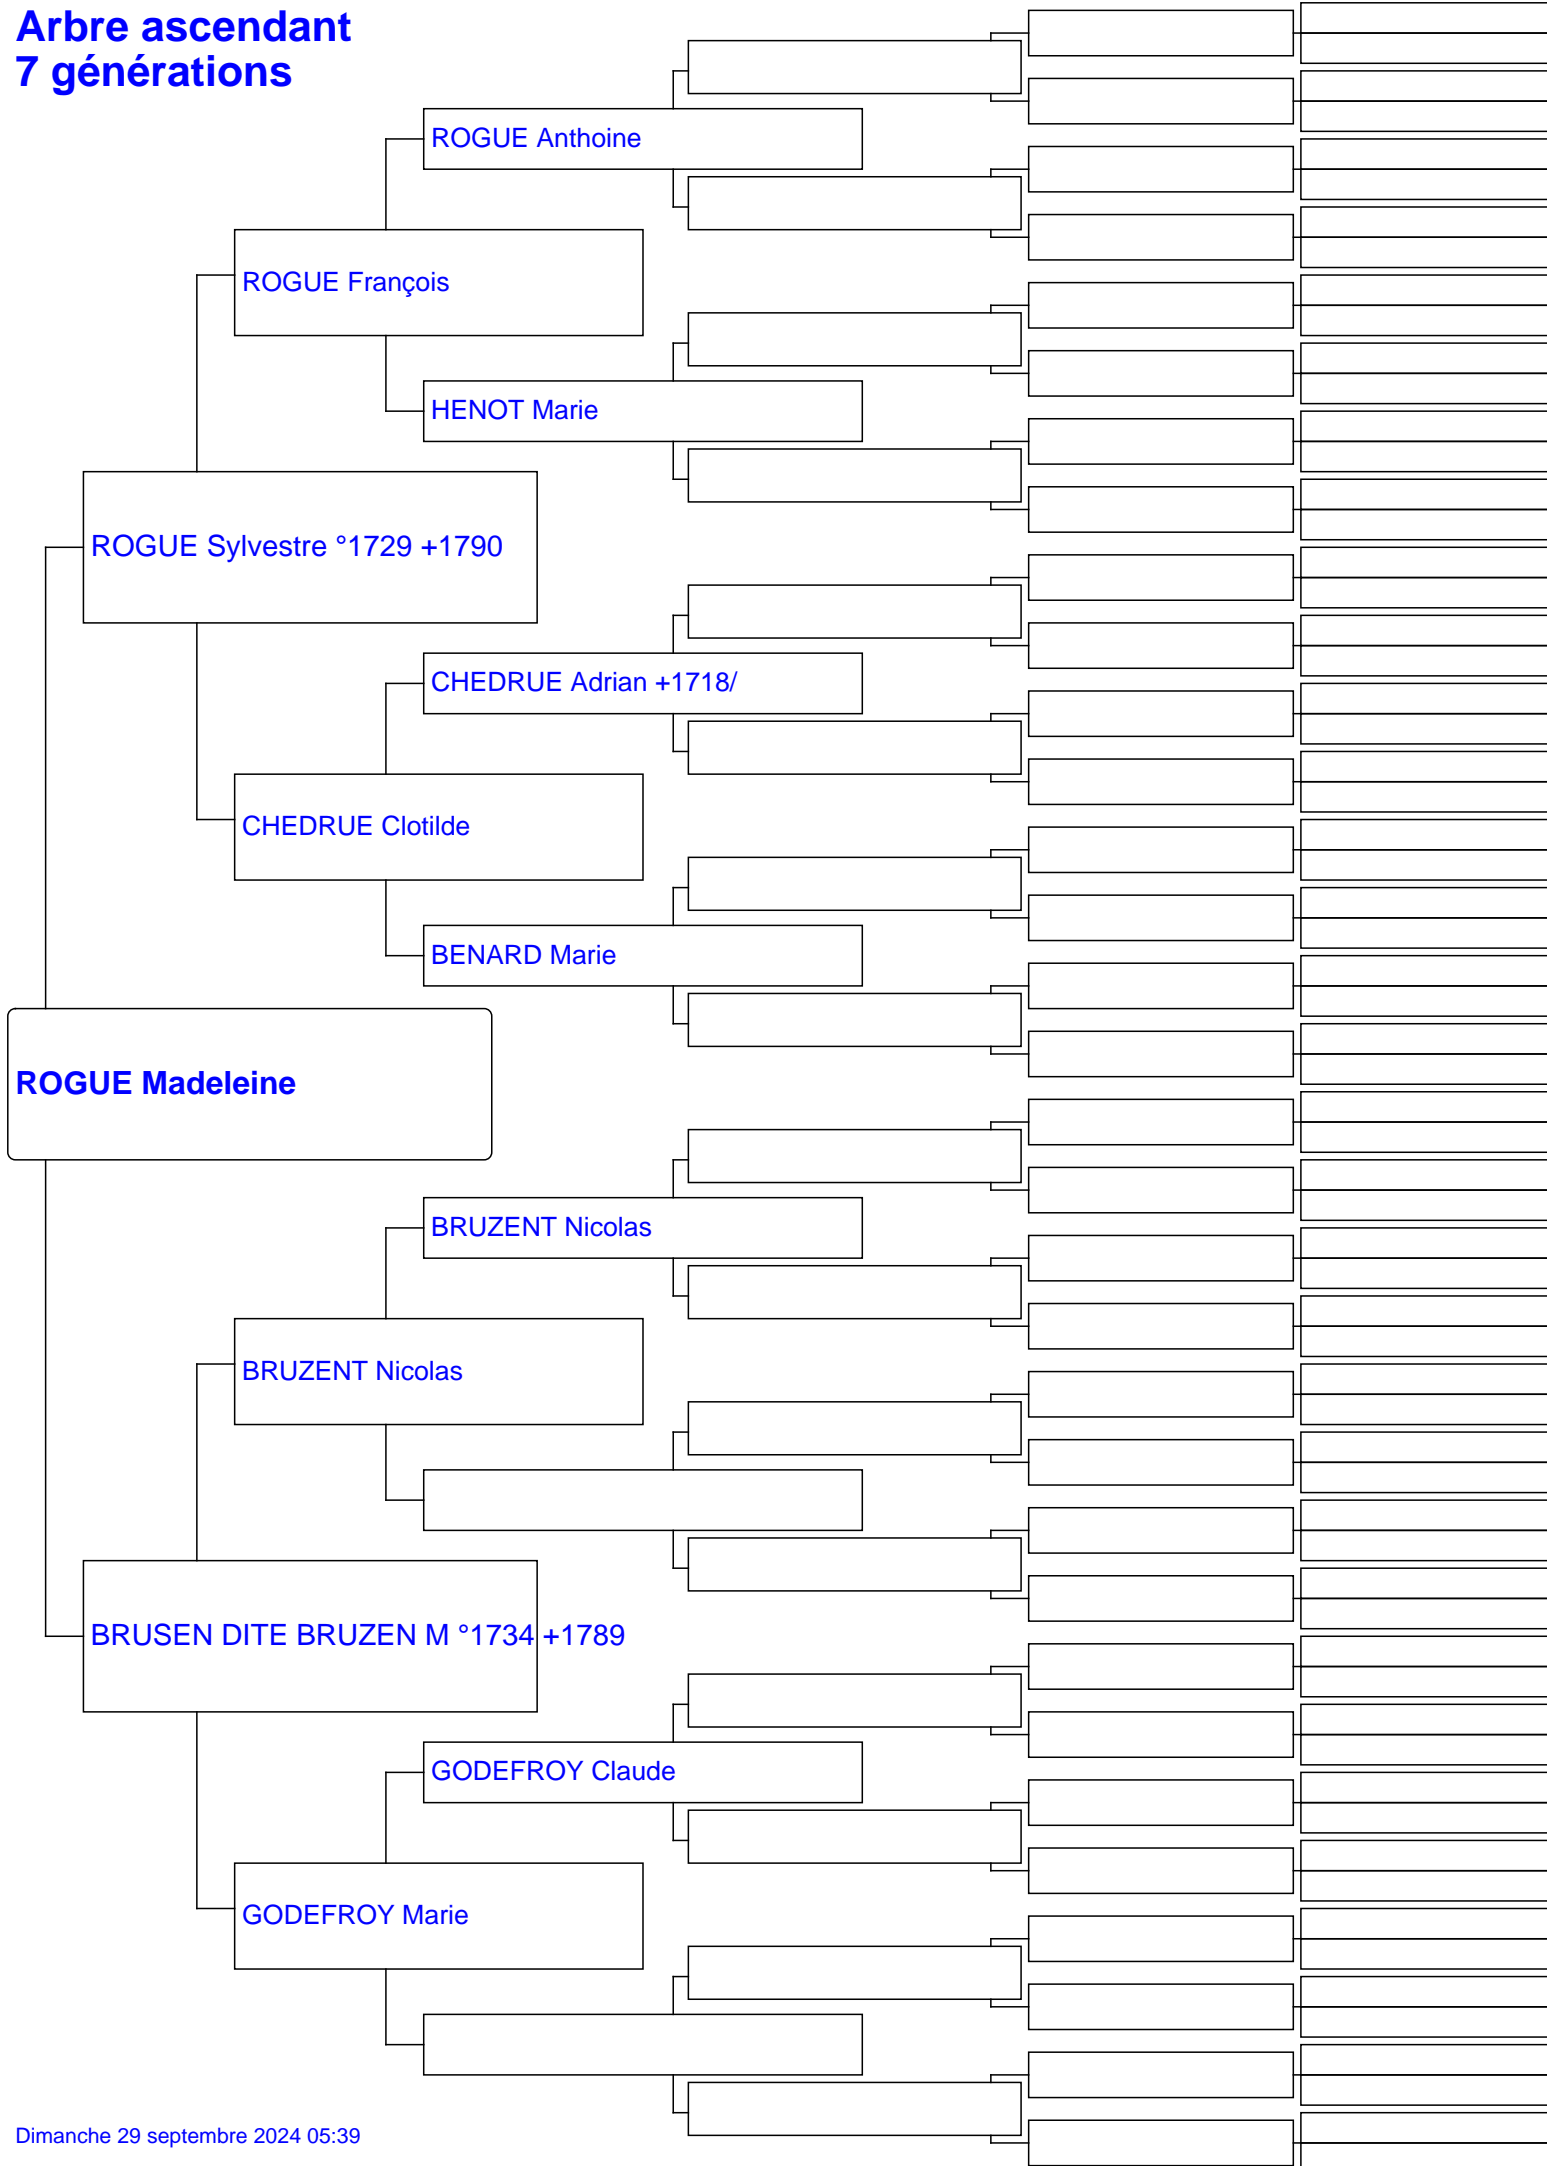 Arbre ascendant
7 générations
ROGUE Anthoine
ROGUE François
HENOT Marie
ROGUE Sylvestre °1729 +1790
CHEDRUE Adrian +1718/
CHEDRUE Clotilde
BENARD Marie
ROGUE Madeleine
BRUZENT Nicolas
BRUZENT Nicolas
BRUSEN DITE BRUZEN M °1734 +1789
GODEFROY Claude
GODEFROY Marie
Dimanche 29 septembre 2024 05:39